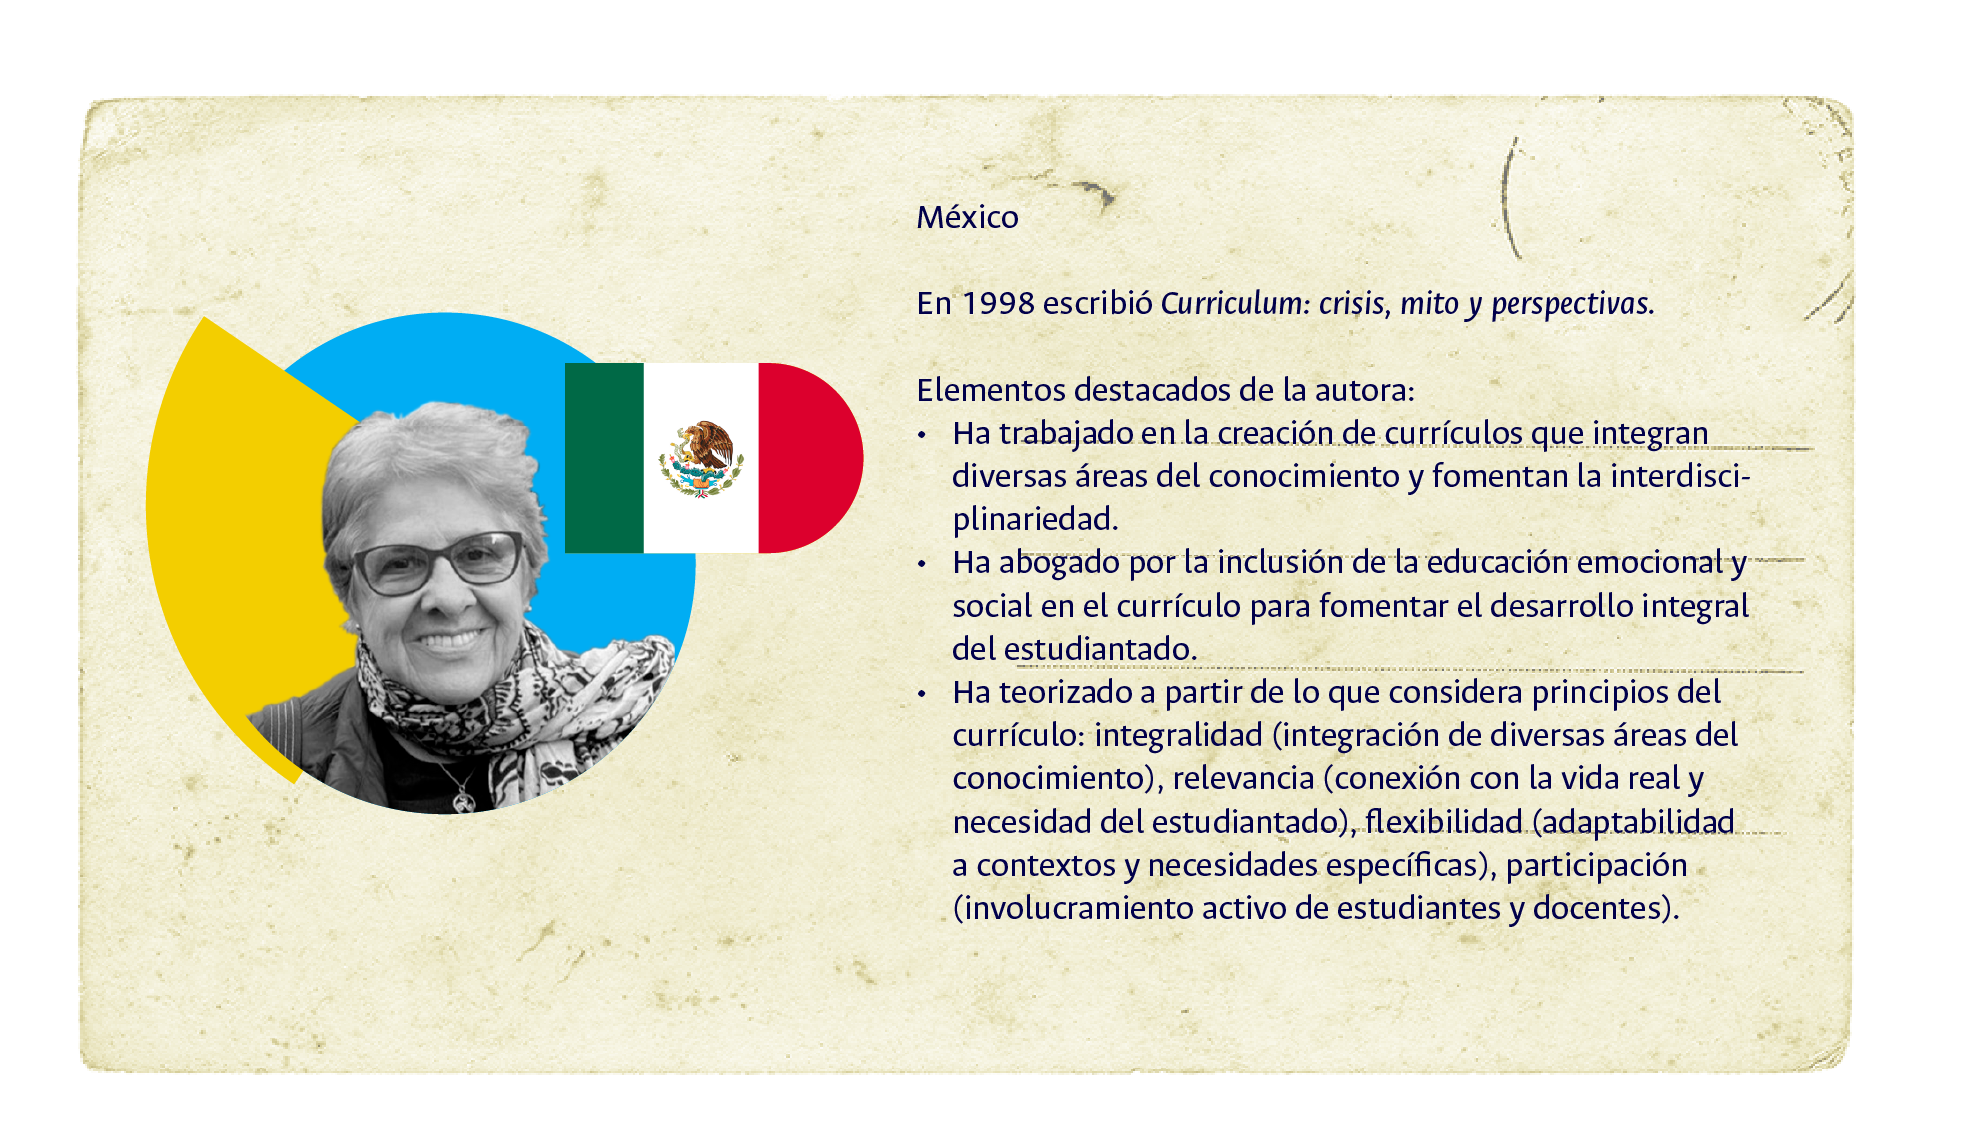 México
En 1998 escribió Curriculum: crisis, mito y perspectivas.
Elementos destacados de la autora:
• Ha trabajado en la creación de currículos que integran
diversas áreas del conocimiento y fomentan la interdisci-
plinariedad.
• Ha abogado por la inclusión de la educación emocional y
social en el currículo para fomentar el desarrollo integral
del estudiantado.
• Ha teorizado a partir de lo que considera principios del
currículo: integralidad (integración de diversas áreas del
conocimiento), relevancia (conexión con la vida real y
necesidad del estudiantado), flexibilidad (adaptabilidad
a contextos y necesidades específicas), participación
(involucramiento activo de estudiantes y docentes).